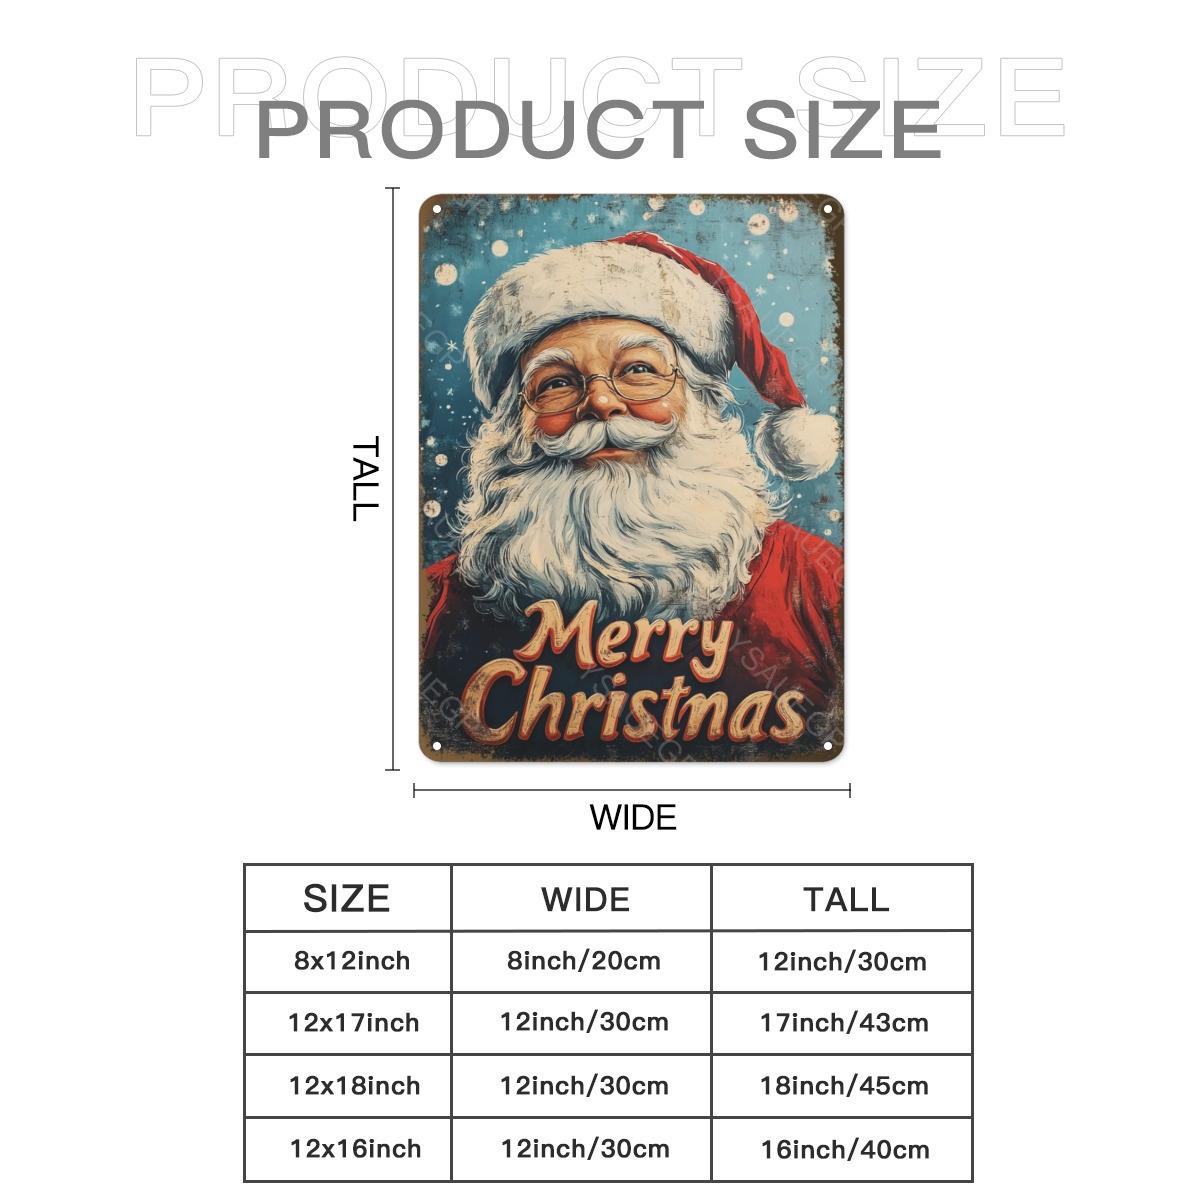 PRODUCT SIZE
PRODUCT SIZE
TALL
Merry
Christmas
WIDE
SIZE WIDE TALL
8x12inch 8inch/20cm 12inch/30cm
12x17inch 12inch/30cm 17inch/43cm
12x18inch 12inch/30cm 18inch/45cm
12x16inch 12inch/30cm 16inch/40cm